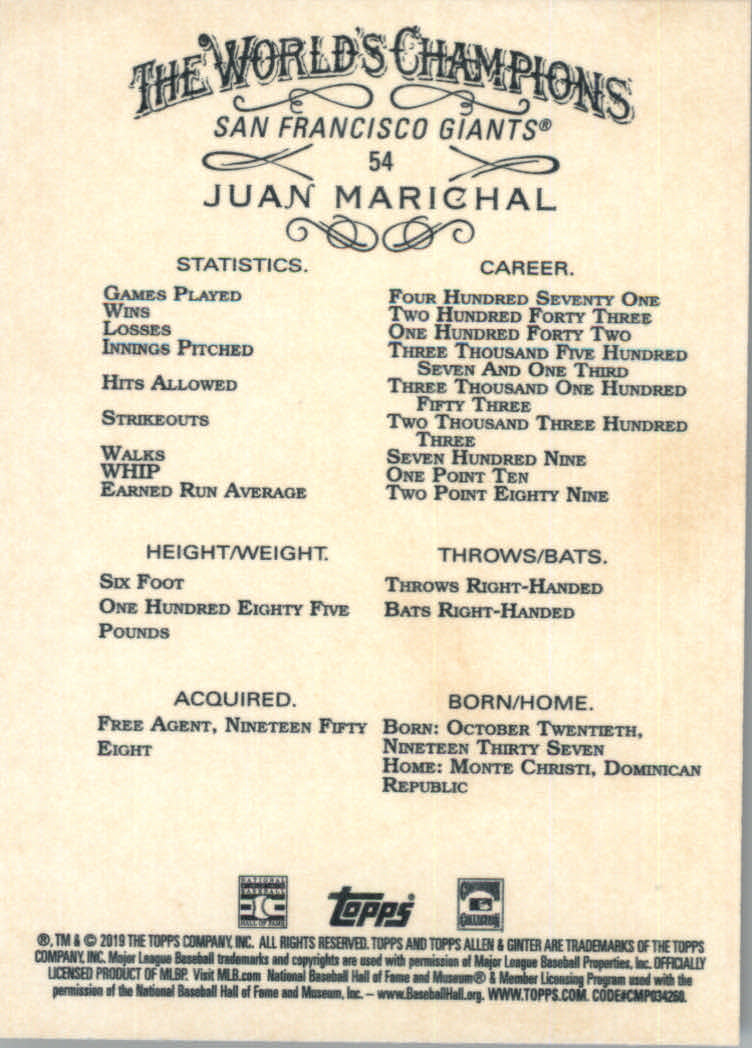 THE WORLD'S CHAMPIONS
SAN FRANCISCO GIANTS®
54
JUAN MARICHAL
STATISTICS. CAREER.
GAMES PLAYED FOUR HUNDRED SEVENTY ONE
WINS TWO HUNDRED FORTY THREE
LOSSES ONE HUNDRED FORTY TWO
INNINGS PITCHED THREE THOUSAND FIVE HUNDRED
SEVEN AND ONE THIRD
HITS ALLOWED THREE THOUSAND ONE HUNDRED
FIFTY THREE
STRIKEOUTS TWO THOUSAND THREE HUNDRED
THREE
WALKS SEVEN HUNDRED NINE
WHIP ONE POINT TEN
EARNED RUN AVERAGE TWO POINT EIGHTY NINE
HEIGHT/WEIGHT.
SIX FOOT
ONE HUNDRED EIGHTY FIVE
POUNDS
THROWS/BATS.
THROWS RIGHT-HANDED
BATS RIGHT-HANDED
ACQUIRED.
FREE AGENT, NINETEEN FIFTY
EIGHT
BORN/HOME.
BORN: OCTOBER TWENTIETH,
NINETEEN THIRTY SEVEN
HOME: MONTE CHRISTI, DOMINICAN
REPUBLIC
NATIONAL
BASEBALL
HALL OF FAME
Topps®
COOPERSTOWN
COLLECTION
®, TM & © 2019 THE TOPPS COMPANY, INC. ALL RIGHTS RESERVED. TOPPS AND TOPPS ALLEN & GINTER ARE TRADEMARKS OF THE TOPPS
COMPANY, INC. Major League Baseball trademarks and copyrights are used with permission of Major League Baseball Properties, Inc. OFFICIALLY
LICENSED PRODUCT OF MLBP. Visit MLB.com National Baseball Hall of Fame and Museum® & Member Licensing Program used with the
permission of the National Baseball Hall of Fame and Museum, Inc. – www.BaseballHall.org. WWW.TOPPS.COM. CODE#CMP034260.